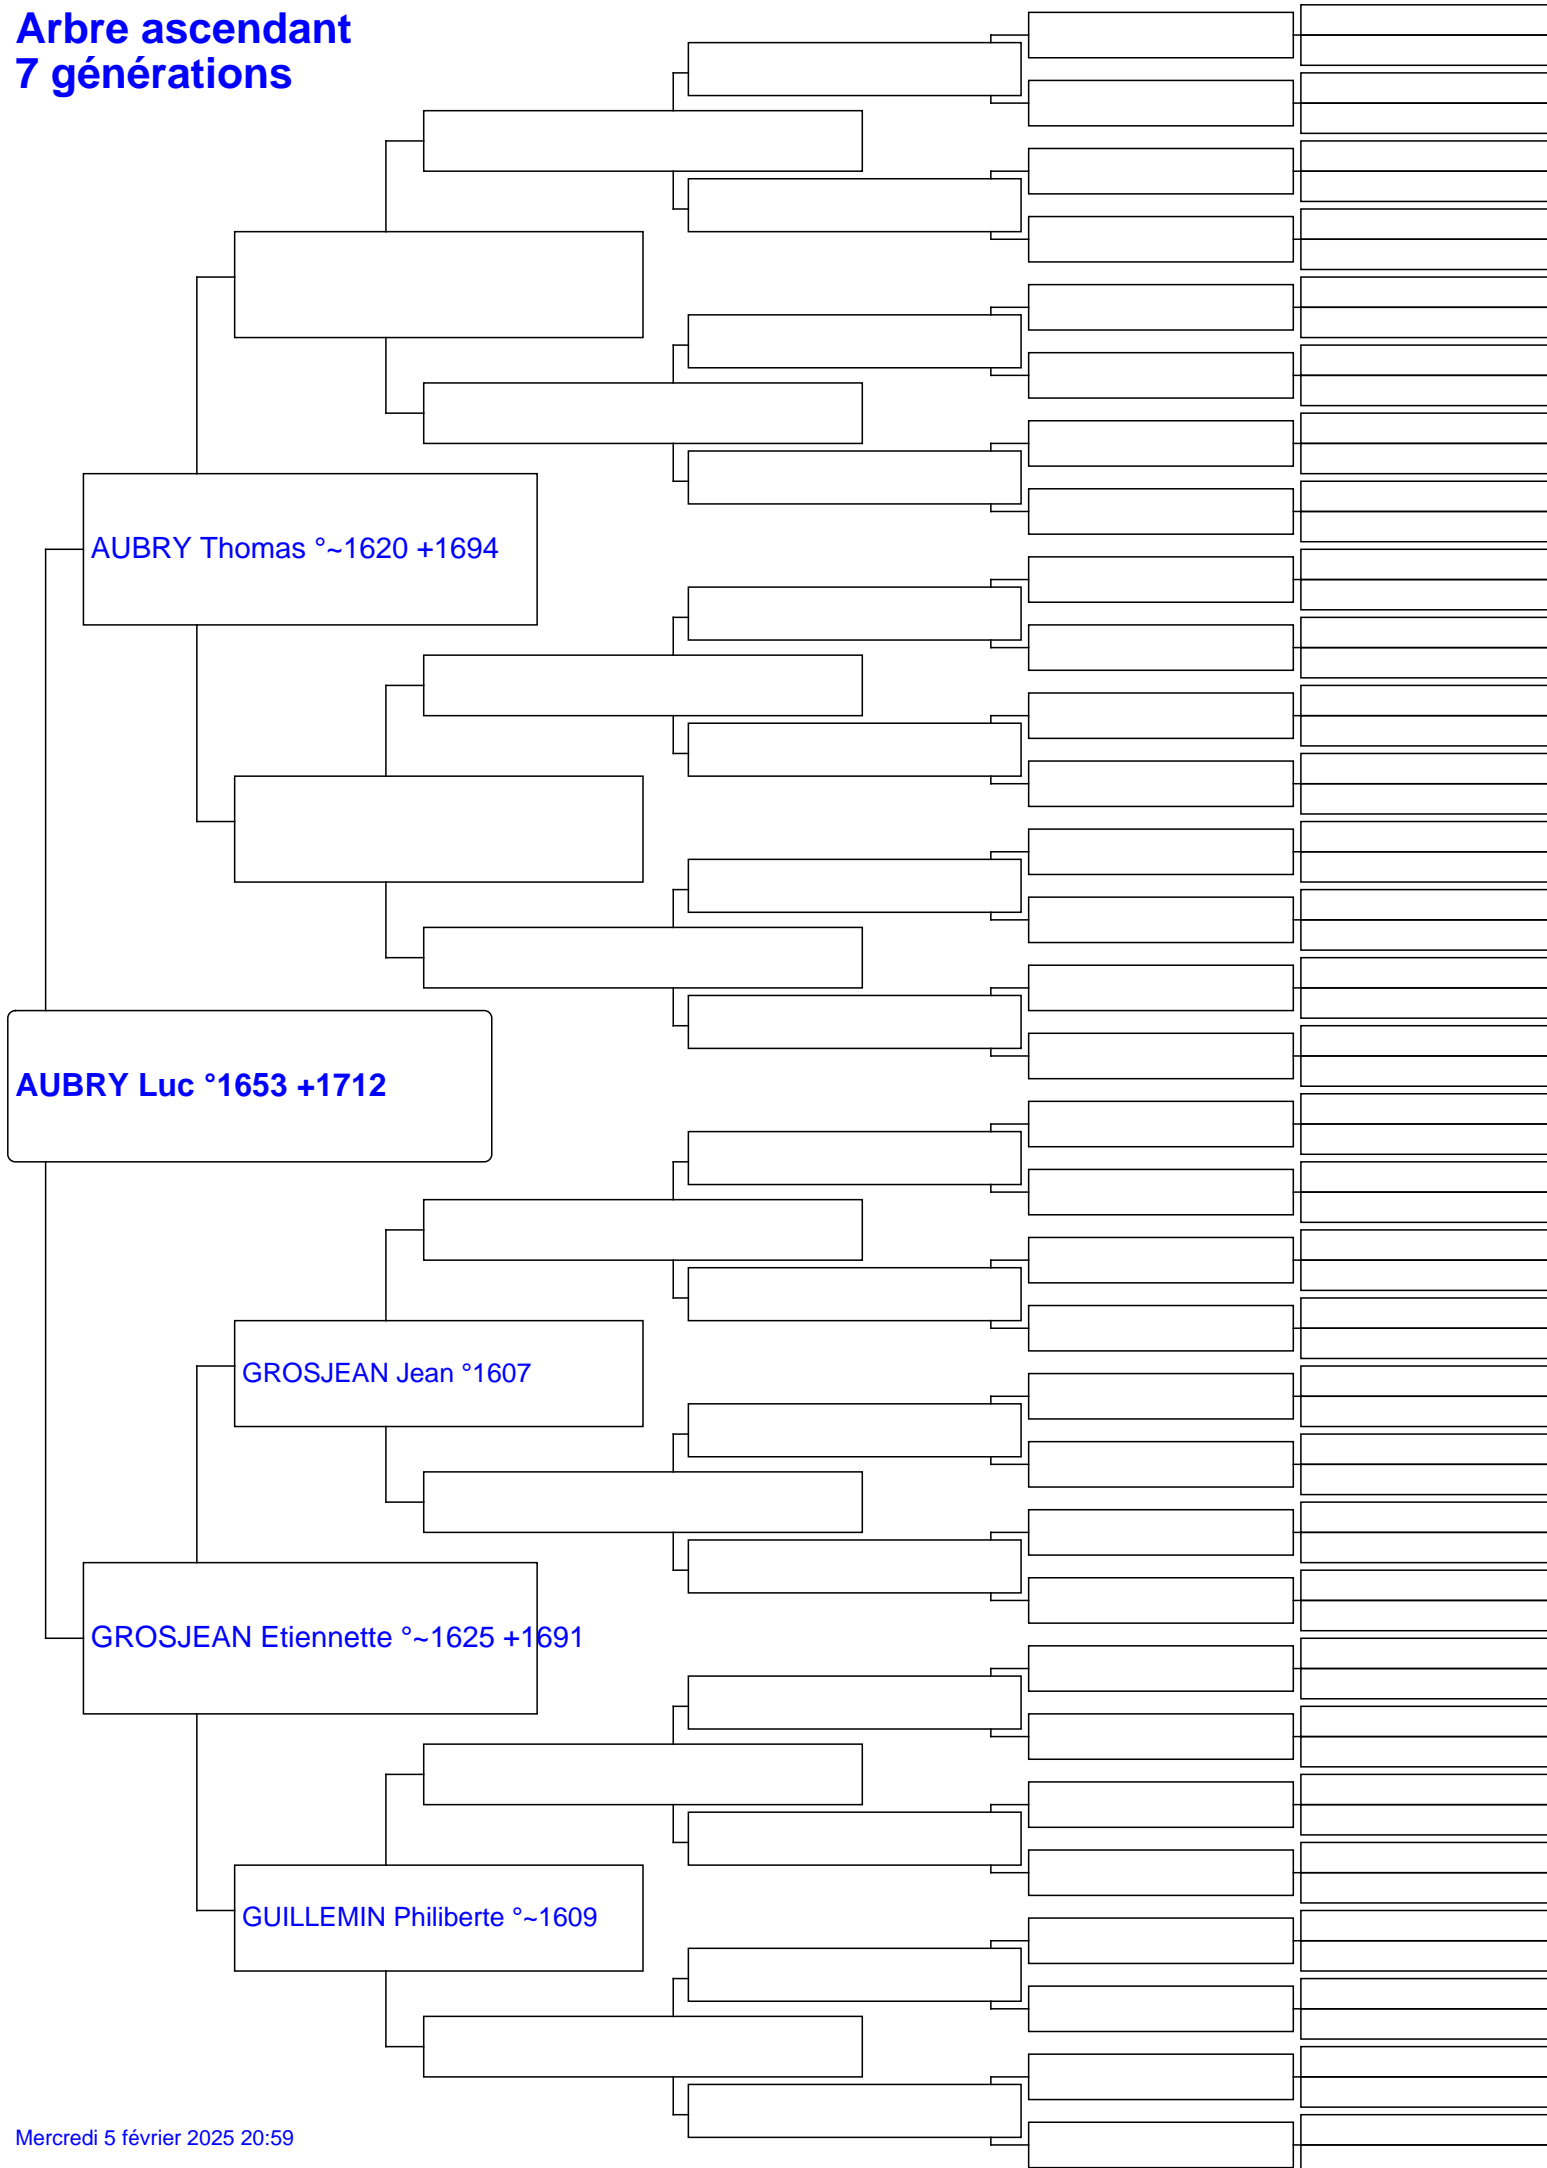 Arbre ascendant
7 générations
AUBRY Thomas °~1620 +1694
AUBRY Luc °1653 +1712
GROSJEAN Jean °1607
GROSJEAN Etiennette °~1625 +1691
GUILLEMIN Philiberte °~1609
Mercredi 5 février 2025 20:59